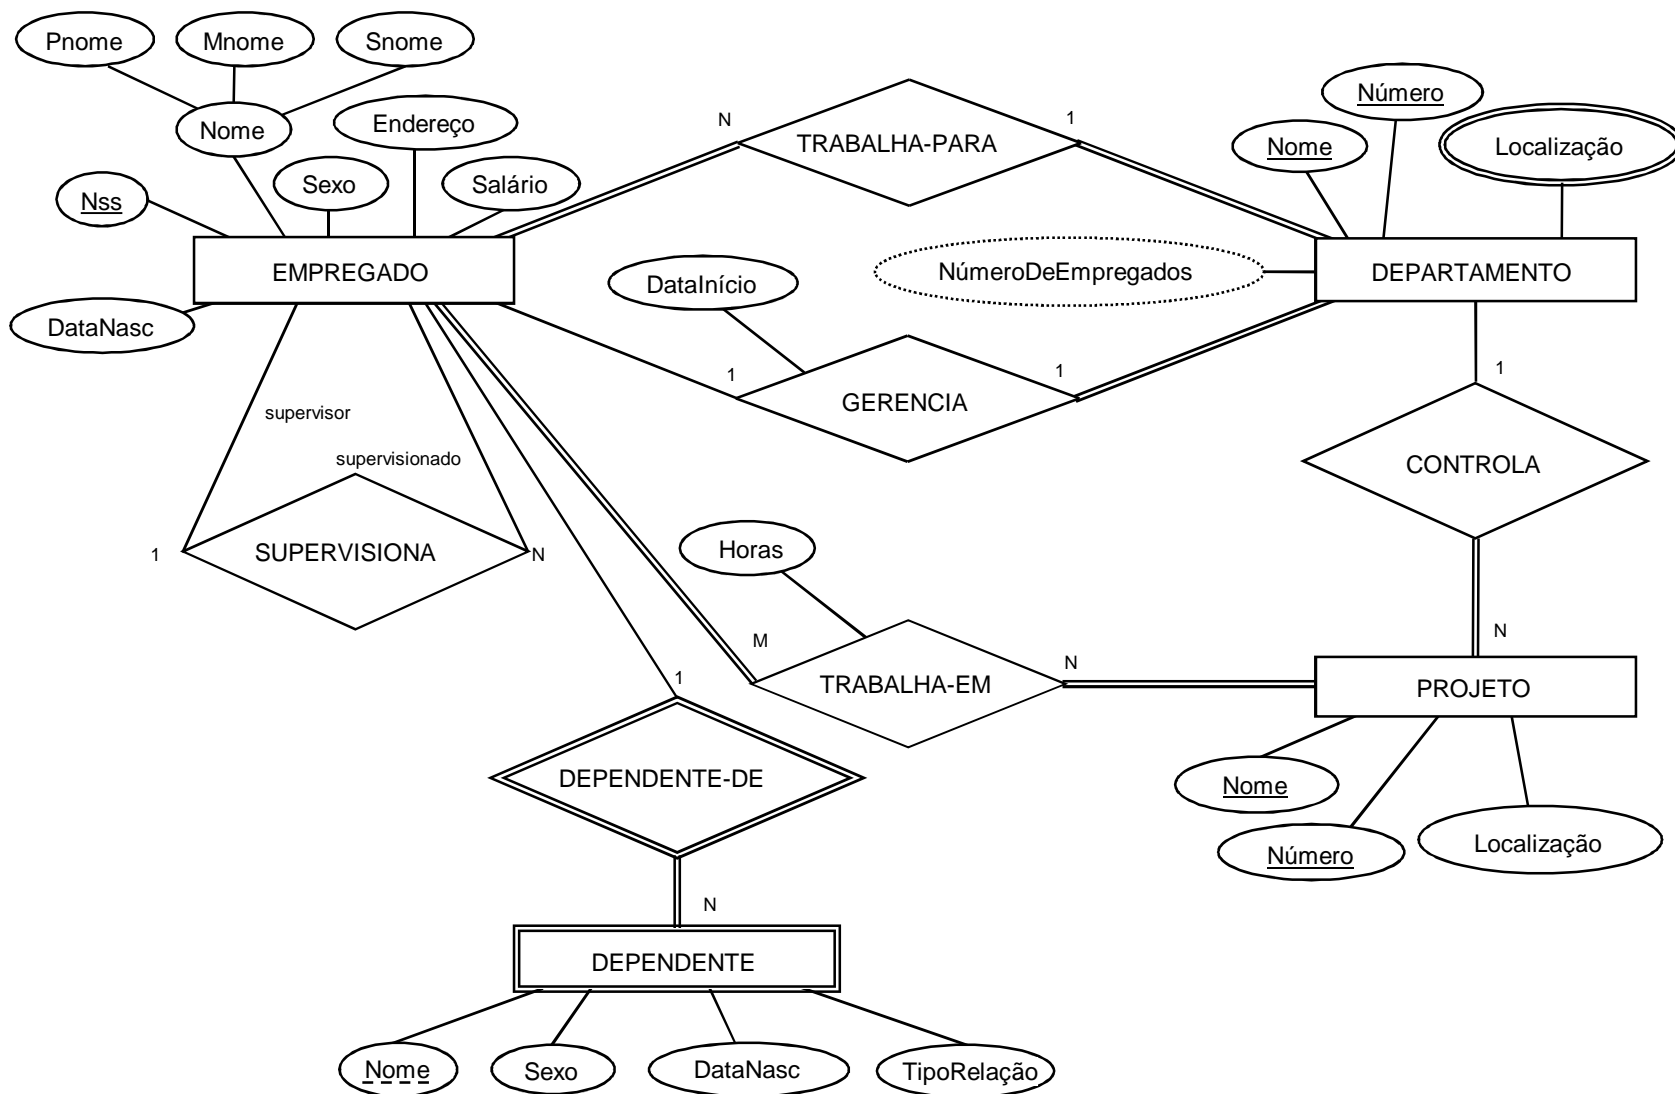 Pnome
Mnome
Snome
Nome
Endereço
Nss
Sexo
Salário
EMPREGADO
DataNasc
N
TRABALHA-PARA
1
Nome
Número
Localização
DataInício
NúmeroDeEmpregados
DEPARTAMENTO
1
GERENCIA
1
1
CONTROLA
N
supervisor
supervisionado
1
SUPERVISIONA
N
Horas
M
TRABALHA-EM
N
PROJETO
Nome
Número
Localização
1
DEPENDENTE-DE
N
DEPENDENTE
Nome
Sexo
DataNasc
TipoRelação